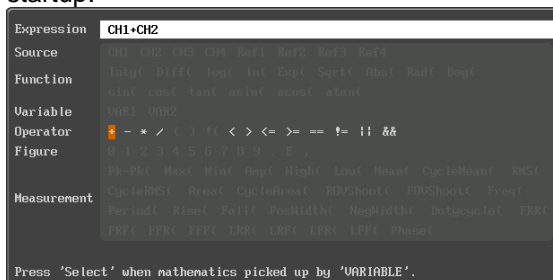 startup.
Expression CH1+CH2
Source CH1 CH2 CH3 CH4 Ref1 Ref2 Ref3 Ref4
Function Intg( Diff( log( ln( Exp( Sqrt( Abs( Rad( Deg(
sin( cos( tan( asin( acos( atan(
Variable VAR1 VAR2
Operator + - * / ( ) !( < > <= >= == != || &&
Figure 0 1 2 3 4 5 6 7 8 9 . E ,
Pk-Pk( Max( Min( Amp( High( Low( Mean( CycleMean( RMS(
Measurement CycleRMS( Area( CycleArea( ROVShoot( FOVShoot( Freq(
Period( Rise( Fall( PosWidth( NegWidth( Dutycycle( FRR(
FRF( FFR( FFF( LRR( LRF( LFR( LFF( Phase(
Press 'Select' when mathematics picked up by 'VARIABLE'.